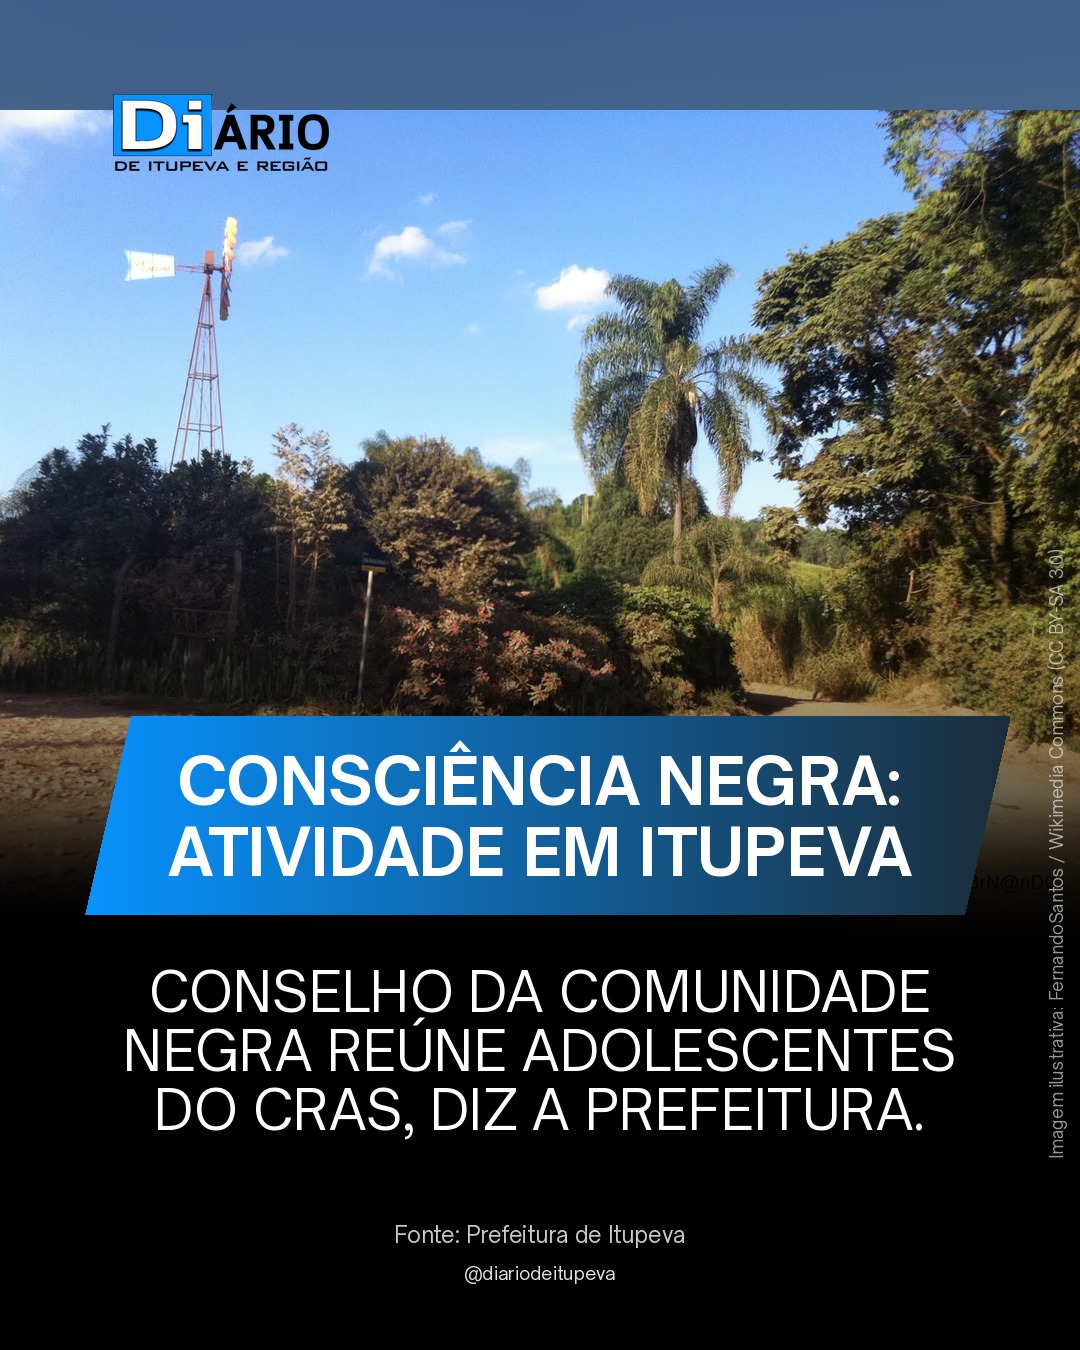 DiÁRIO
DE ITUPEVA E REGIÃO
CONSCIÊNCIA NEGRA:
ATIVIDADE EM ITUPEVA
CONSELHO DA COMUNIDADE
NEGRA REÚNE ADOLESCENTES
DO CRAS, DIZ A PREFEITURA.
Fonte: Prefeitura de Itupeva
@diariodeitupeva
Imagem ilustrativa: FernandoSantos / Wikimedia Commons (CC BY-SA 3.0)